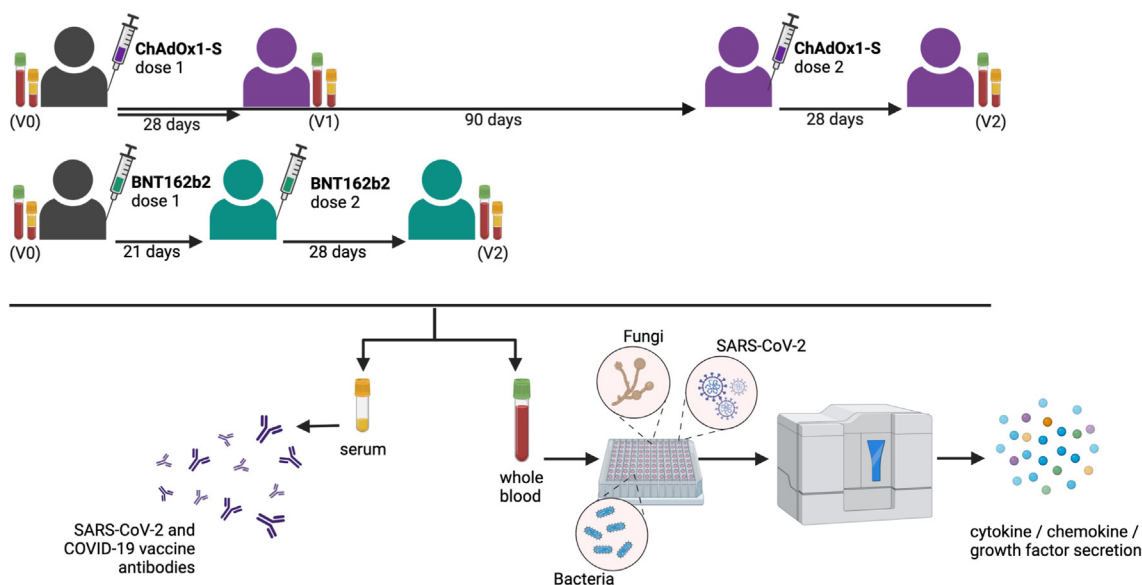 ChAdOx1-S
dose 1
ChAdOx1-S
dose 2
(V0)
28 days
(V1)
90 days
28 days
(V2)
BNT162b2
dose 1
BNT162b2
dose 2
(V0)
21 days
28 days
(V2)
Fungi
SARS-CoV-2
serum
whole
blood
SARS-CoV-2 and
COVID-19 vaccine
antibodies
Bacteria
cytokine / chemokine /
growth factor secretion